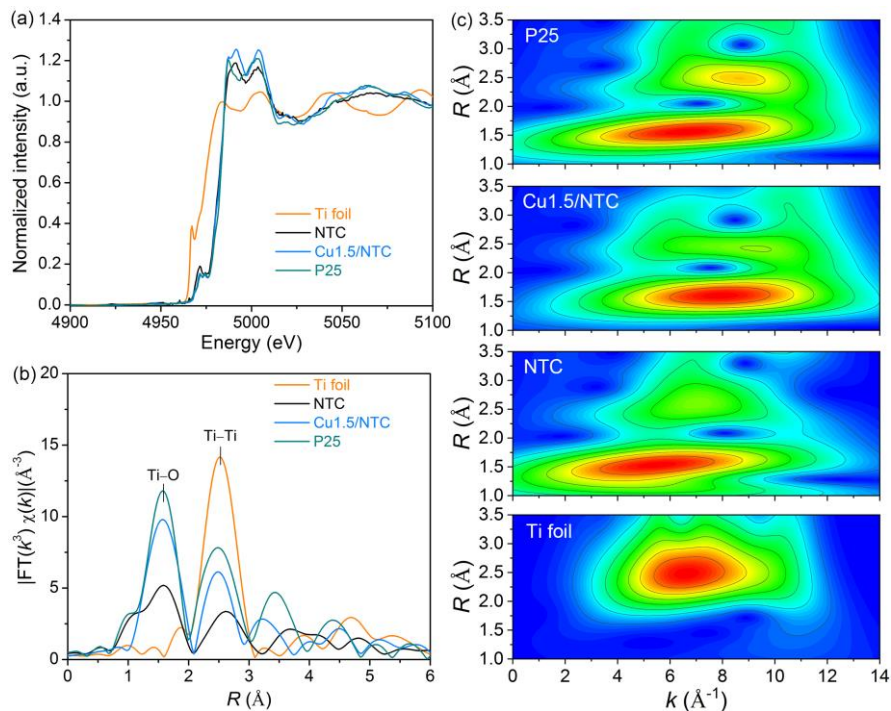 (a)
1.4
1.2
1.0
0.8
0.6
0.4
0.2
0.0
Normalized intensity (a.u.)
Ti foil
NTC
Cu1.5/NTC
P25
4900 4950 5000 5050 5100
Energy (eV)
(b)
20
15
10
5
0
|FT(k³ χ(k)|(Å⁻³)
Ti foil
NTC
Cu1.5/NTC
P25
Ti–O
Ti–Ti
0 1 2 3 4 5 6
R (Å)
(c)
P25
3.5
3.0
2.5
2.0
1.5
1.0
R (Å)
Cu1.5/NTC
3.5
3.0
2.5
2.0
1.5
1.0
R (Å)
NTC
3.5
3.0
2.5
2.0
1.5
1.0
R (Å)
Ti foil
3.5
3.0
2.5
2.0
1.5
1.0
R (Å)
0 2 4 6 8 10 12 14
k (Å⁻¹)